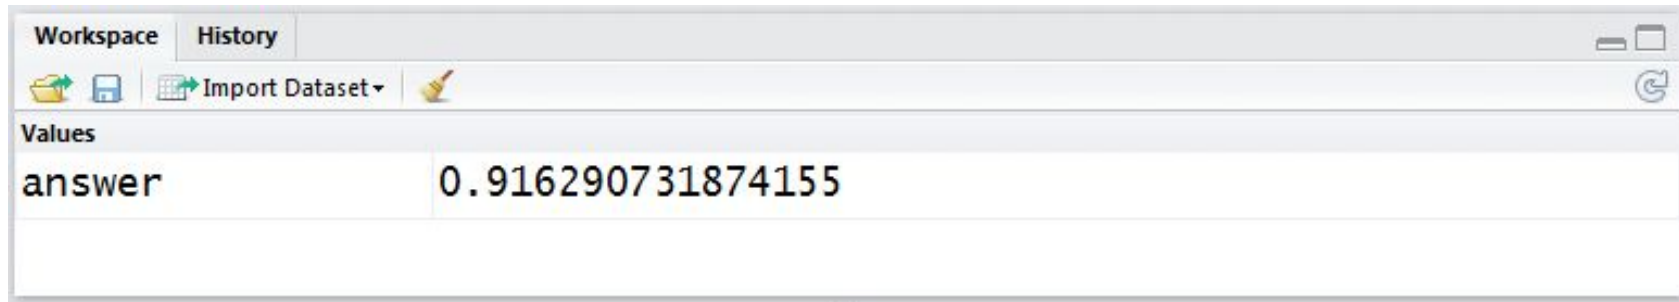 Workspace History
Import Dataset
Values
answer 0.916290731874155